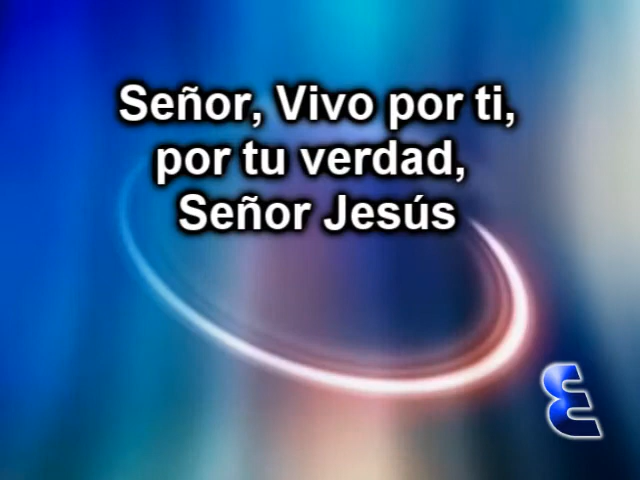 Señor, Vivo por ti,
por tu verdad,
Señor Jesús